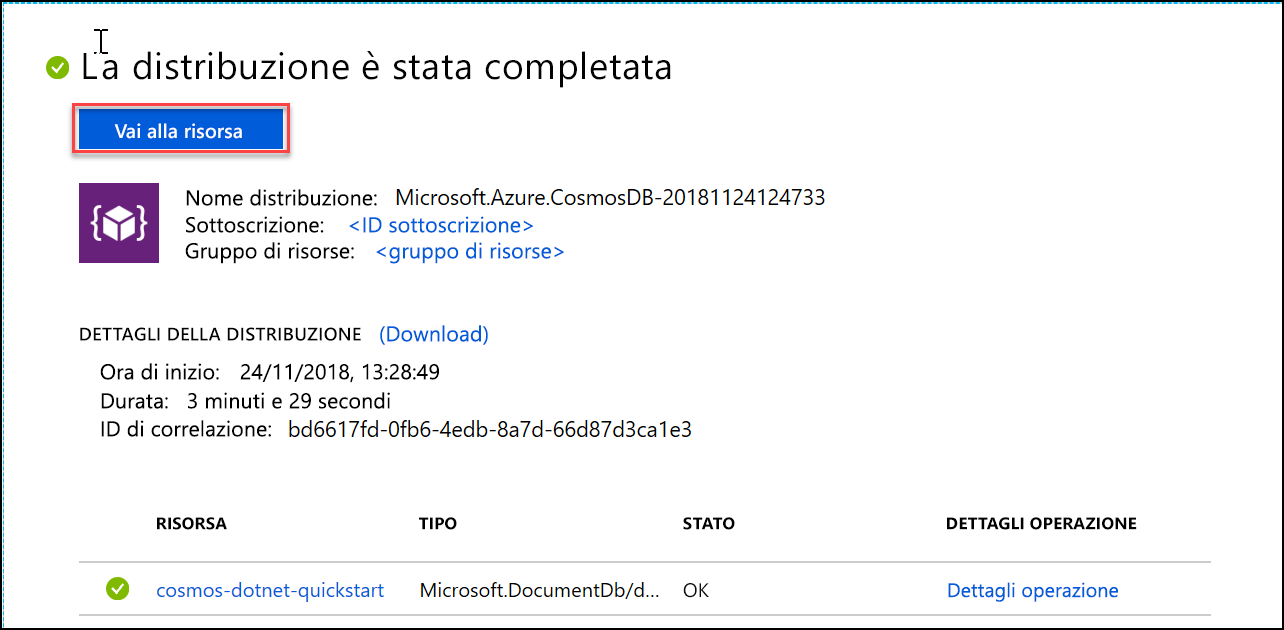 La distribuzione è stata completata
Vai alla risorsa
Nome distribuzione: Microsoft.Azure.CosmosDB-20181124124733
Sottoscrizione: <ID sottoscrizione>
Gruppo di risorse: <gruppo di risorse>
DETTAGLI DELLA DISTRIBUZIONE (Download)
Ora di inizio: 24/11/2018, 13:28:49
Durata: 3 minuti e 29 secondi
ID di correlazione: bd6617fd-0fb6-4edb-8a7d-66d87d3ca1e3
RISORSA TIPO STATO DETTAGLI OPERAZIONE
cosmos-dotnet-quickstart Microsoft.DocumentDb/d... OK Dettagli operazione